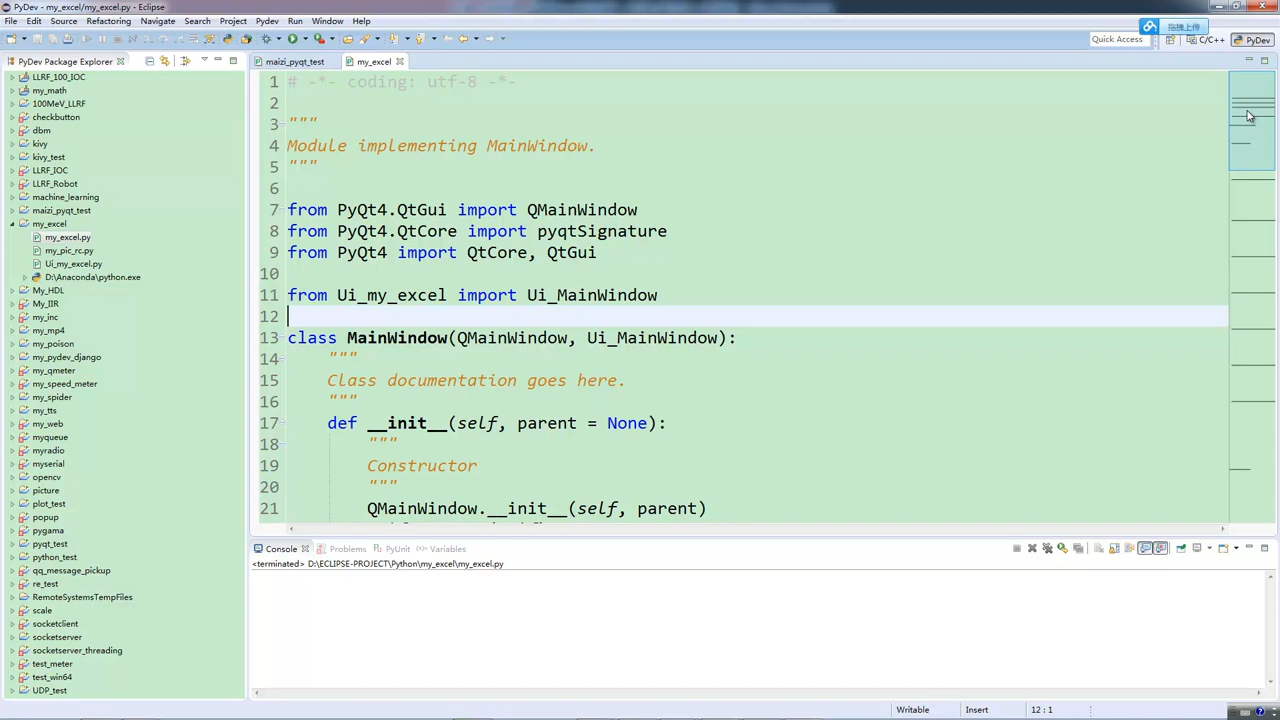 PyDev - my_excel/my_excel.py - Eclipse
File Edit Source Refactoring Navigate Search Project Pydev Run Window Help
拖拽上传
Quick Access C/C++ PyDev
PyDev Package Explorer
LLRF_100_IOC
my_math
100MeV_LLRF
checkbutton
dbm
kivy
kivy_test
LLRF_IOC
LLRF_Robot
machine_learning
maizi_pyqt_test
my_excel
my_excel.py
my_pic_rc.py
Ui_my_excel.py
D:\Anaconda\python.exe
My_HDL
My_IIR
my_inc
my_mp4
my_poison
my_pydev_django
my_qmeter
my_speed_meter
my_spider
my_tts
my_web
myqueue
myradio
myserial
opencv
picture
plot_test
popup
pygama
pyqt_test
python_test
qq_message_pickup
re_test
RemoteSystemsTempFiles
scale
socketclient
socketserver
socketserver_threading
test_meter
test_win64
UDP_test
maizi_pyqt_test my_excel
1 # -*- coding: utf-8 -*-
2
3 """
4 Module implementing MainWindow.
5 """
6
7 from PyQt4.QtGui import QMainWindow
8 from PyQt4.QtCore import pyqtSignature
9 from PyQt4 import QtCore, QtGui
10
11 from Ui_my_excel import Ui_MainWindow
12
13 class MainWindow(QMainWindow, Ui_MainWindow):
14 """
15 Class documentation goes here.
16 """
17 def __init__(self, parent = None):
18 """
19 Constructor
20 """
21 QMainWindow.__init__(self, parent)
Console Problems PyUnit Variables
<terminated> D:\ECLIPSE-PROJECT\Python\my_excel\my_excel.py
Writable Insert 12 : 1